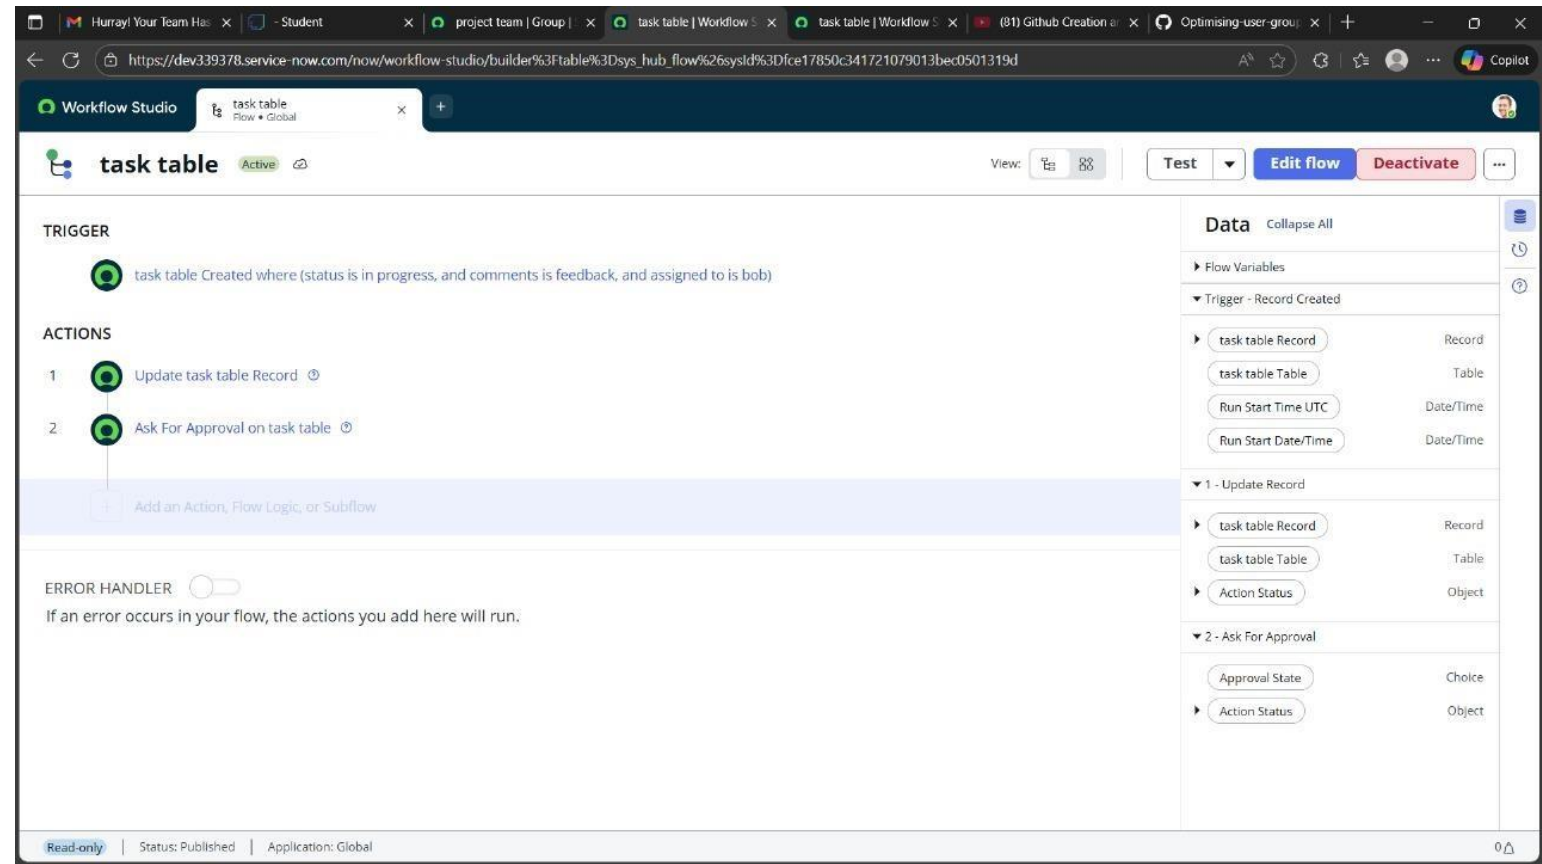 Hurray! Your Team Has
- Student
project team | Group |
task table | Workflow S
task table | Workflow S
(81) Github Creation ar
Optimising-user-group
https://dev339378.service-now.com/now/workflow-studio/builder%3Ftable%3Dsys_hub_flow%26sysId%3Dfce17850c341721079013bec0501319d
Copilot
Workflow Studio
task table
Flow • Global
task table Active
View:
Test
Edit flow
Deactivate
TRIGGER
task table Created where (status is in progress, and comments is feedback, and assigned to is bob)
ACTIONS
1 Update task table Record
2 Ask For Approval on task table
Add an Action, Flow Logic, or Subflow
ERROR HANDLER
If an error occurs in your flow, the actions you add here will run.
Data Collapse All
Flow Variables
Trigger - Record Created
task table Record Record
task table Table Table
Run Start Time UTC Date/Time
Run Start Date/Time Date/Time
1 - Update Record
task table Record Record
task table Table Table
Action Status Object
2 - Ask For Approval
Approval State Choice
Action Status Object
Read-only | Status: Published | Application: Global
0